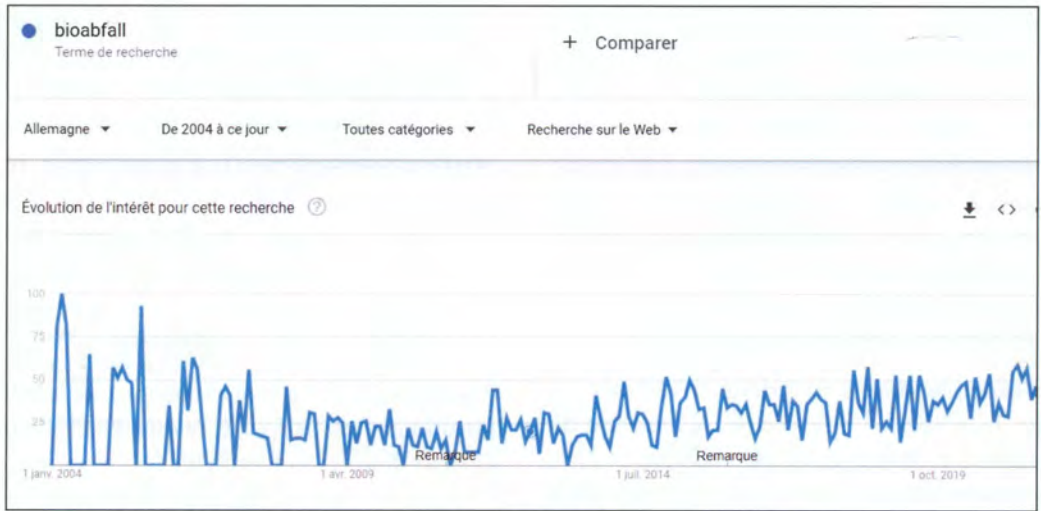 bioabfall
Terme de recherche
+ Comparer
Allemagne
De 2004 à ce jour
Toutes catégories
Recherche sur le Web
Évolution de l'intérêt pour cette recherche ?
<>
100
75
50
25
Remarque
Remarque
1 janv. 2004
1 avr. 2009
1 juil. 2014
1 oct. 2019